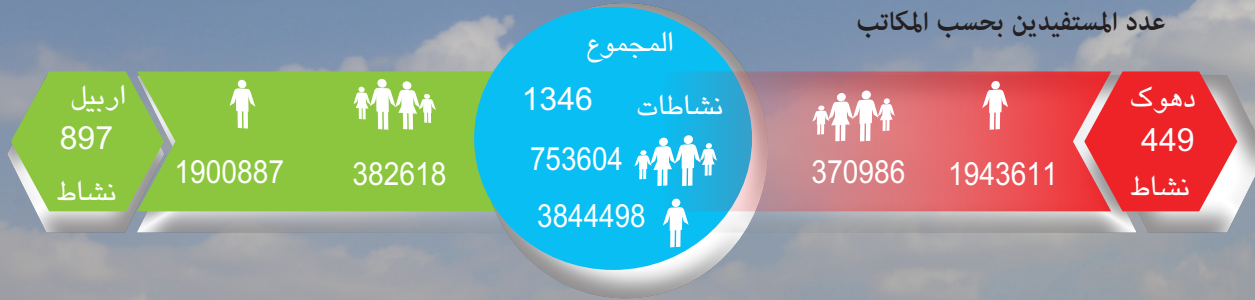 عدد المستفيدين بحسب المكاتب
دهوك
449
نشاط
1943611
370986
المجموع
نشاطات 1346
753604
3844498
382618
1900887
اربيل
897
نشاط